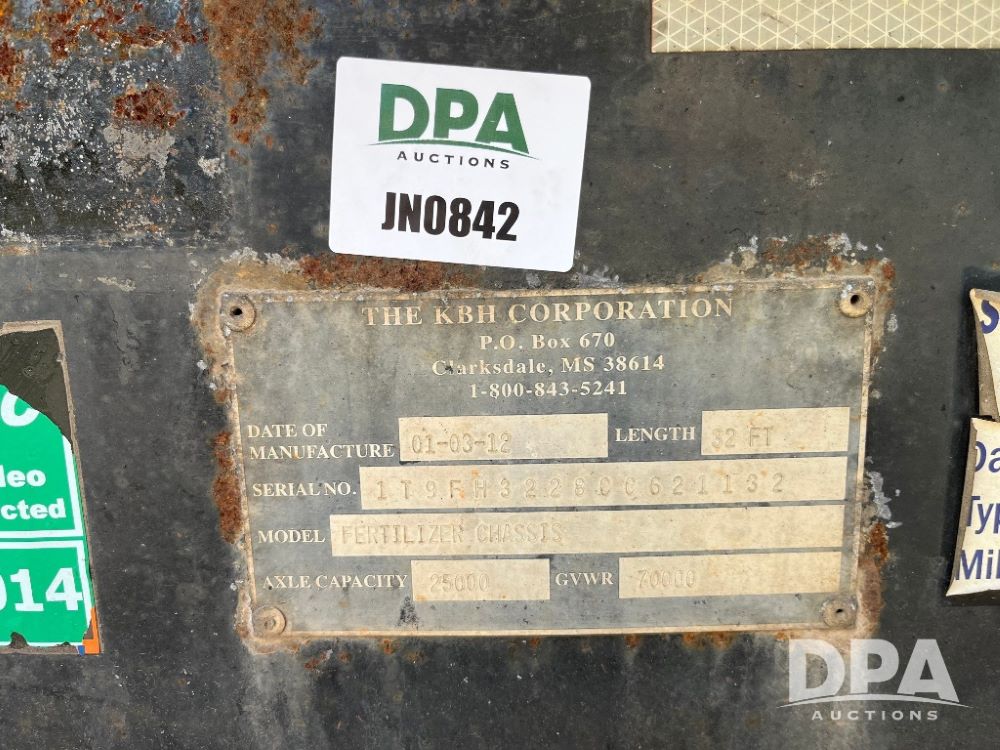 DPA
AUCTIONS
JN0842
THE KBH CORPORATION
P.O. Box 670
Clarksdale, MS 38614
1-800-843-5241
DATE OF
MANUFACTURE 01-03-12 LENGTH 32 FT
SERIAL NO. 1T9FH3228CC621132
MODEL FERTILIZER CHASSIS
AXLE CAPACITY 25000 GVWR 70000
deo
cted
014
Da
Typ
Mil
DPA
AUCTIONS